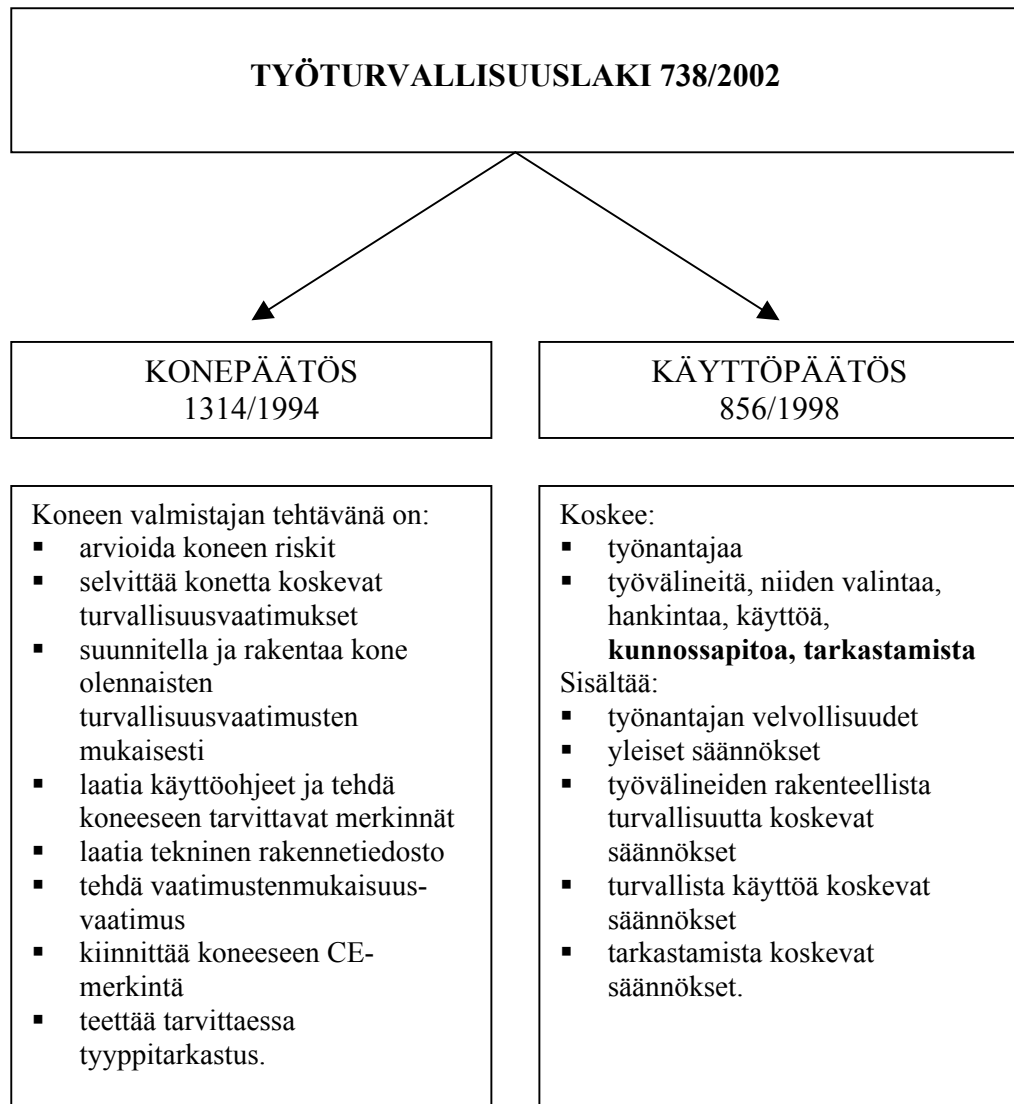 TYÖTURVALLISUUSLAKI 738/2002
KONEPÄÄTÖS
1314/1994
Koneen valmistajan tehtävänä on:
▪ arvioida koneen riskit
▪ selvittää konetta koskevat
turvallisuusvaatimukset
▪ suunnitella ja rakentaa kone
olennaisten
turvallisuusvaatimusten
mukaisesti
▪ laatia käyttöohjeet ja tehdä
koneeseen tarvittavat merkinnät
▪ laatia tekninen rakennetiedosto
▪ tehdä vaatimustenmukaisuus-
vaatimus
▪ kiinnittää koneeseen CE-
merkintä
▪ teettää tarvittaessa
tyyppitarkastus.
KÄYTTÖPÄÄTÖS
856/1998
Koskee:
▪ työnantajaa
▪ työvälineitä, niiden valintaa,
hankintaa, käyttöä,
kunnossapitoa, tarkastamista
Sisältää:
▪ työnantajan velvollisuudet
▪ yleiset säännökset
▪ työvälineiden rakenteellista
turvallisuutta koskevat
säännökset
▪ turvallista käyttöä koskevat
säännökset
▪ tarkastamista koskevat
säännökset.